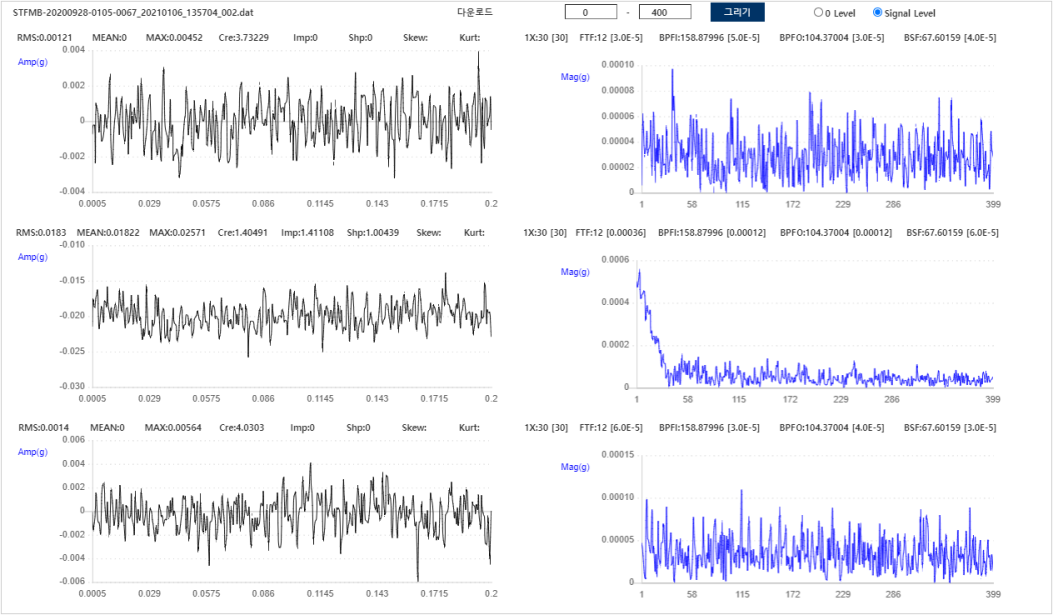 STFMB-20200928-0105-0067_20210106_135704_002.dat 다운로드 0 - 400 그리기 0 Level Signal Level
RMS:0.00121 MEAN:0 MAX:0.00452 Cre:3.73229 Imp:0 Shp:0 Skew: Kurt: 1X:30 [30] FTF:12 [3.0E-5] BPFI:158.87996 [5.0E-5] BPFO:104.37004 [3.0E-5] BSF:67.60159 [4.0E-5]
Amp(g)
0.004
0.002
0
-0.002
-0.004
0.0005 0.029 0.0575 0.086 0.1145 0.143 0.1715 0.2
Mag(g)
0.00010
0.00008
0.00006
0.00004
0.00002
0
1 58 115 172 229 286 399
RMS:0.0183 MEAN:0.01822 MAX:0.02571 Cre:1.40491 Imp:1.41108 Shp:1.00439 Skew: Kurt: 1X:30 [30] FTF:12 [0.00036] BPFI:158.87996 [0.00012] BPFO:104.37004 [0.00012] BSF:67.60159 [6.0E-5]
Amp(g)
-0.010
-0.015
-0.020
-0.025
-0.030
0.0005 0.029 0.0575 0.086 0.1145 0.143 0.1715 0.2
Mag(g)
0.0006
0.0004
0.0002
0
1 58 115 172 229 286 399
RMS:0.0014 MEAN:0 MAX:0.00564 Cre:4.0303 Imp:0 Shp:0 Skew: Kurt: 1X:30 [30] FTF:12 [6.0E-5] BPFI:158.87996 [3.0E-5] BPFO:104.37004 [4.0E-5] BSF:67.60159 [3.0E-5]
Amp(g)
0.006
0.004
0.002
0
-0.002
-0.004
-0.006
0.0005 0.029 0.0575 0.086 0.1145 0.143 0.1715 0.2
Mag(g)
0.00015
0.00010
0.00005
0
1 58 115 172 229 286 399